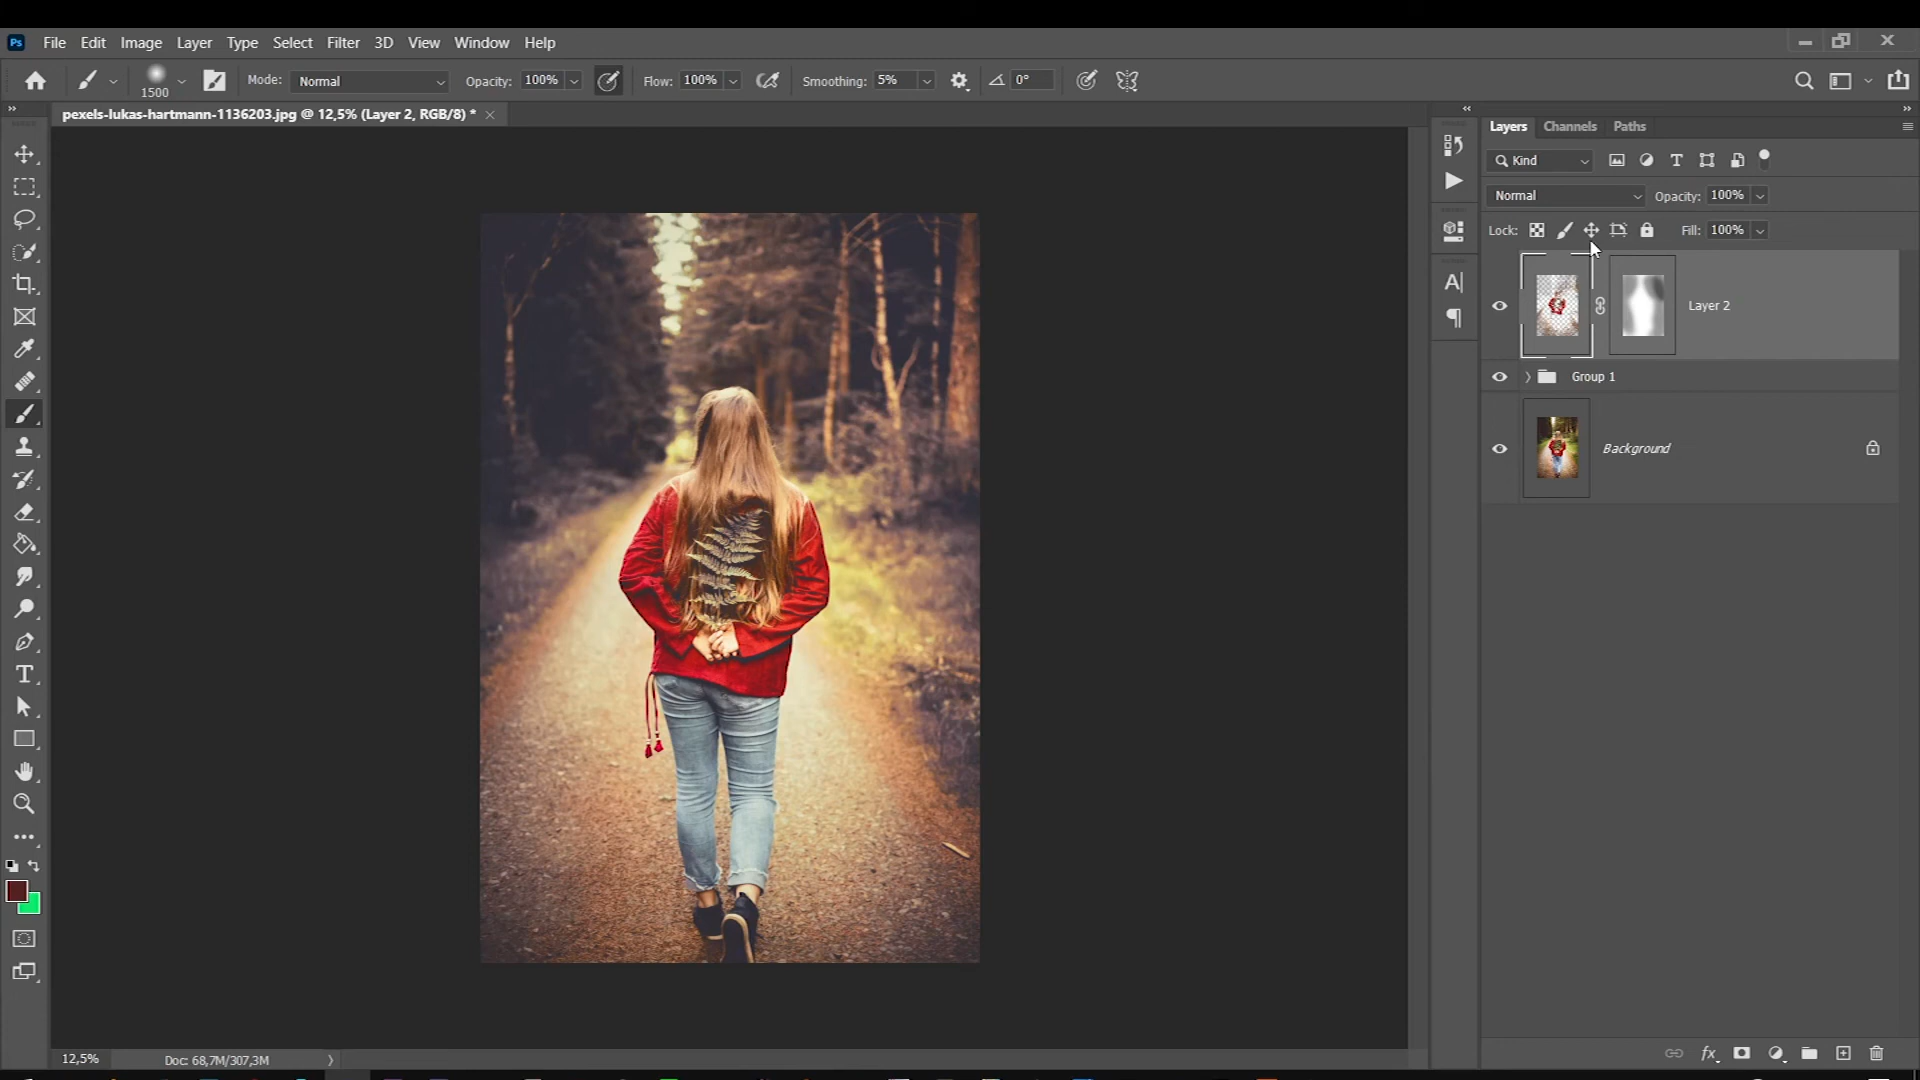 Ps File Edit Image Layer Type Select Filter 3D View Window Help
1500 Mode: Normal Opacity: 100% Flow: 100% Smoothing: 5% 0°
pexels-lukas-hartmann-1136203.jpg @ 12,5% (Layer 2, RGB/8) *
Layers Channels Paths
Kind
Normal Opacity: 100%
Lock: Fill: 100%
Layer 2
Group 1
Background
12,5% Doc: 68,7M/307,3M